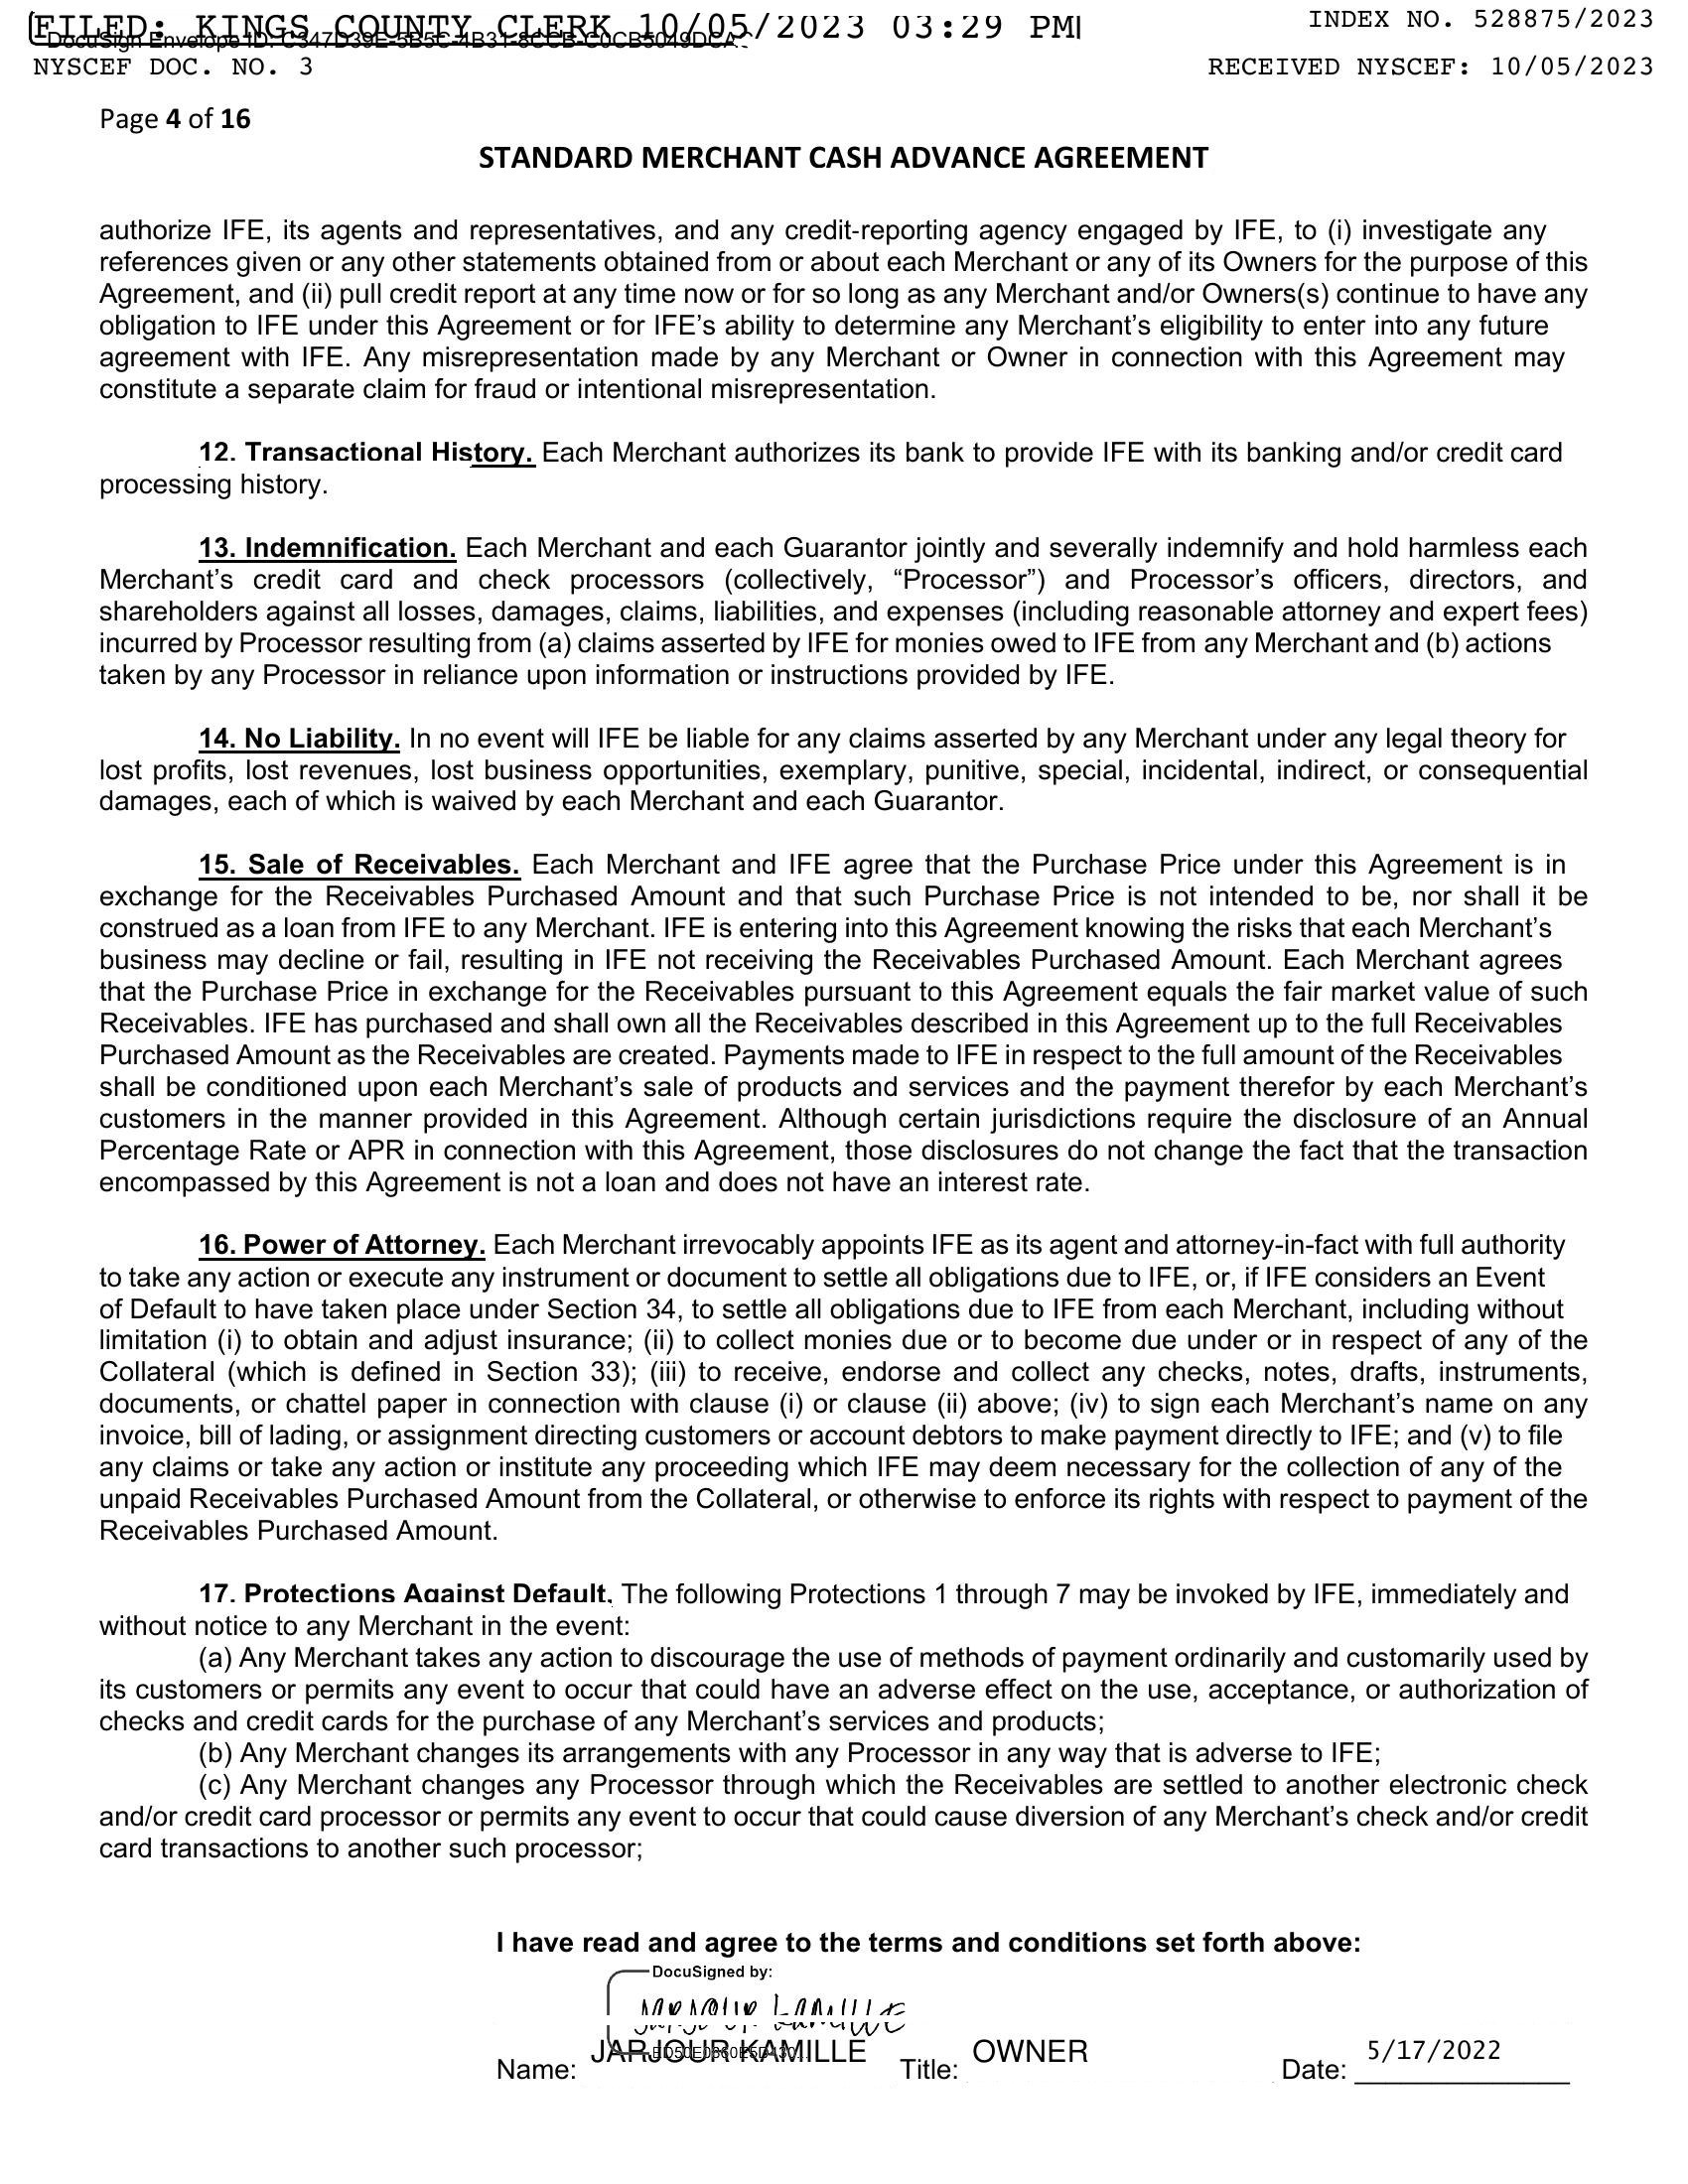 FILED: KINGS COUNTY CLERK 10/05/2023 03:29 PM
INDEX NO. 528875/2023
DocuSign Envelope ID: C347D39E-5B5C-4B31-8CCB-C0CB5049DCA
NYSCEF DOC. NO. 3
RECEIVED NYSCEF: 10/05/2023
Page 4 of 16
STANDARD MERCHANT CASH ADVANCE AGREEMENT
authorize IFE, its agents and representatives, and any credit-reporting agency engaged by IFE, to (i) investigate any
references given or any other statements obtained from or about each Merchant or any of its Owners for the purpose of this
Agreement, and (ii) pull credit report at any time now or for so long as any Merchant and/or Owners(s) continue to have any
obligation to IFE under this Agreement or for IFE’s ability to determine any Merchant’s eligibility to enter into any future
agreement with IFE. Any misrepresentation made by any Merchant or Owner in connection with this Agreement may
constitute a separate claim for fraud or intentional misrepresentation.
12. Transactional History. Each Merchant authorizes its bank to provide IFE with its banking and/or credit card
processing history.
13. Indemnification. Each Merchant and each Guarantor jointly and severally indemnify and hold harmless each
Merchant’s credit card and check processors (collectively, “Processor”) and Processor’s officers, directors, and
shareholders against all losses, damages, claims, liabilities, and expenses (including reasonable attorney and expert fees)
incurred by Processor resulting from (a) claims asserted by IFE for monies owed to IFE from any Merchant and (b) actions
taken by any Processor in reliance upon information or instructions provided by IFE.
14. No Liability. In no event will IFE be liable for any claims asserted by any Merchant under any legal theory for
lost profits, lost revenues, lost business opportunities, exemplary, punitive, special, incidental, indirect, or consequential
damages, each of which is waived by each Merchant and each Guarantor.
15. Sale of Receivables. Each Merchant and IFE agree that the Purchase Price under this Agreement is in
exchange for the Receivables Purchased Amount and that such Purchase Price is not intended to be, nor shall it be
construed as a loan from IFE to any Merchant. IFE is entering into this Agreement knowing the risks that each Merchant’s
business may decline or fail, resulting in IFE not receiving the Receivables Purchased Amount. Each Merchant agrees
that the Purchase Price in exchange for the Receivables pursuant to this Agreement equals the fair market value of such
Receivables. IFE has purchased and shall own all the Receivables described in this Agreement up to the full Receivables
Purchased Amount as the Receivables are created. Payments made to IFE in respect to the full amount of the Receivables
shall be conditioned upon each Merchant’s sale of products and services and the payment therefor by each Merchant’s
customers in the manner provided in this Agreement. Although certain jurisdictions require the disclosure of an Annual
Percentage Rate or APR in connection with this Agreement, those disclosures do not change the fact that the transaction
encompassed by this Agreement is not a loan and does not have an interest rate.
16. Power of Attorney. Each Merchant irrevocably appoints IFE as its agent and attorney-in-fact with full authority
to take any action or execute any instrument or document to settle all obligations due to IFE, or, if IFE considers an Event
of Default to have taken place under Section 34, to settle all obligations due to IFE from each Merchant, including without
limitation (i) to obtain and adjust insurance; (ii) to collect monies due or to become due under or in respect of any of the
Collateral (which is defined in Section 33); (iii) to receive, endorse and collect any checks, notes, drafts, instruments,
documents, or chattel paper in connection with clause (i) or clause (ii) above; (iv) to sign each Merchant’s name on any
invoice, bill of lading, or assignment directing customers or account debtors to make payment directly to IFE; and (v) to file
any claims or take any action or institute any proceeding which IFE may deem necessary for the collection of any of the
unpaid Receivables Purchased Amount from the Collateral, or otherwise to enforce its rights with respect to payment of the
Receivables Purchased Amount.
17. Protections Against Default. The following Protections 1 through 7 may be invoked by IFE, immediately and
without notice to any Merchant in the event:
(a) Any Merchant takes any action to discourage the use of methods of payment ordinarily and customarily used by
its customers or permits any event to occur that could have an adverse effect on the use, acceptance, or authorization of
checks and credit cards for the purchase of any Merchant’s services and products;
(b) Any Merchant changes its arrangements with any Processor in any way that is adverse to IFE;
(c) Any Merchant changes any Processor through which the Receivables are settled to another electronic check
and/or credit card processor or permits any event to occur that could cause diversion of any Merchant’s check and/or credit
card transactions to another such processor;
I have read and agree to the terms and conditions set forth above:
DocuSigned by:
JARJOUR KAMILLE
Name: JARJOUR KAMILLE Title: OWNER Date: 5/17/2022